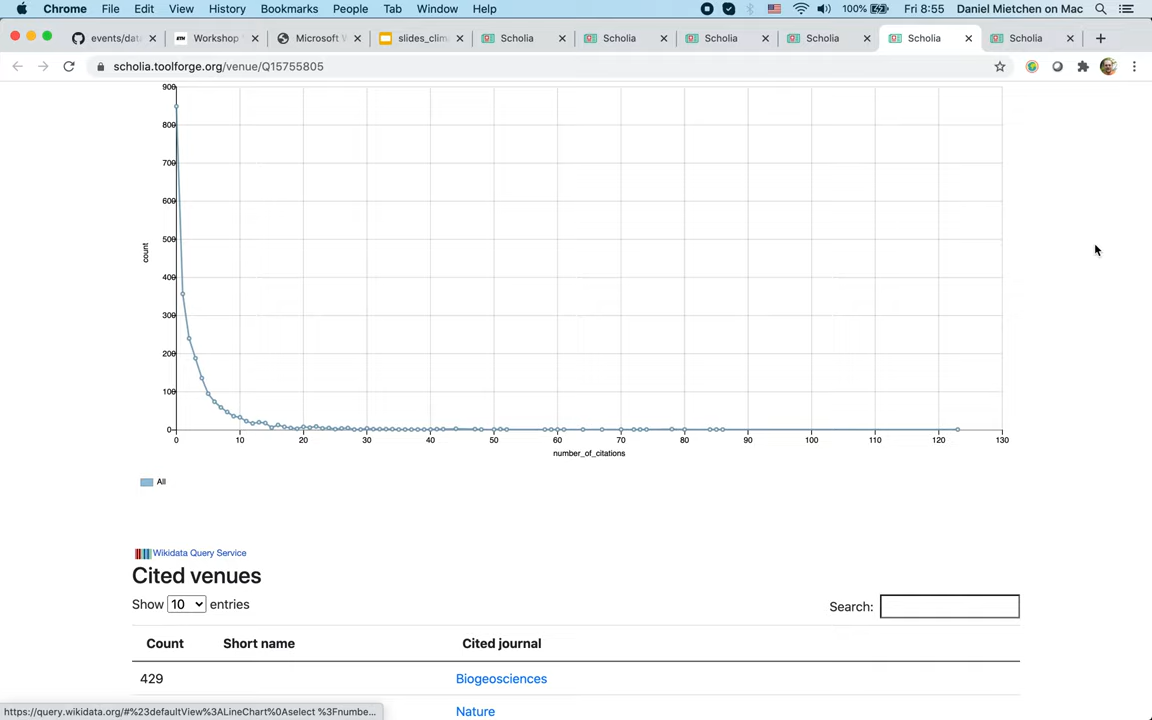 Chrome File Edit View History Bookmarks People Tab Window Help 100% Fri 8:55 Daniel Mietchen on Mac
events/dat Workshop Microsoft slides_clim Scholia Scholia Scholia Scholia Scholia Scholia
scholia.toolforge.org/venue/Q15755805
900
800
700
600
500
400
300
200
100
0
count
0 10 20 30 40 50 60 70 80 90 100 110 120 130
number_of_citations
All
Wikidata Query Service
Cited venues
Show 10 entries Search:
Count Short name Cited journal
429 Biogeosciences
Nature
https://query.wikidata.org/#%23defaultView%3ALineChart%0Aselect %3Fnumbe...